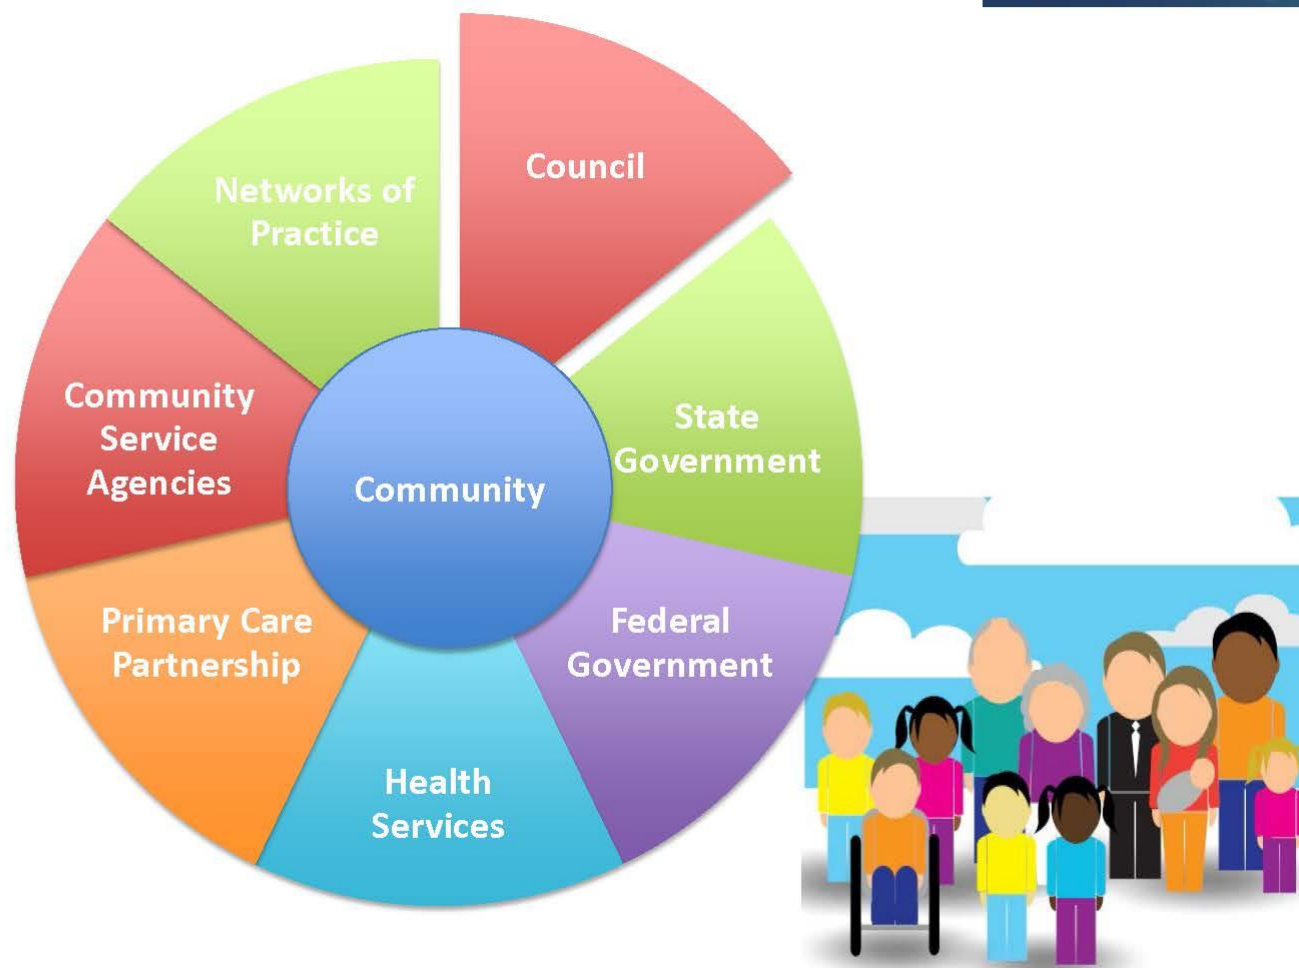 Council
Networks of
Practice
State
Government
Community
Service
Agencies
Community
Federal
Government
Primary Care
Partnership
Health
Services